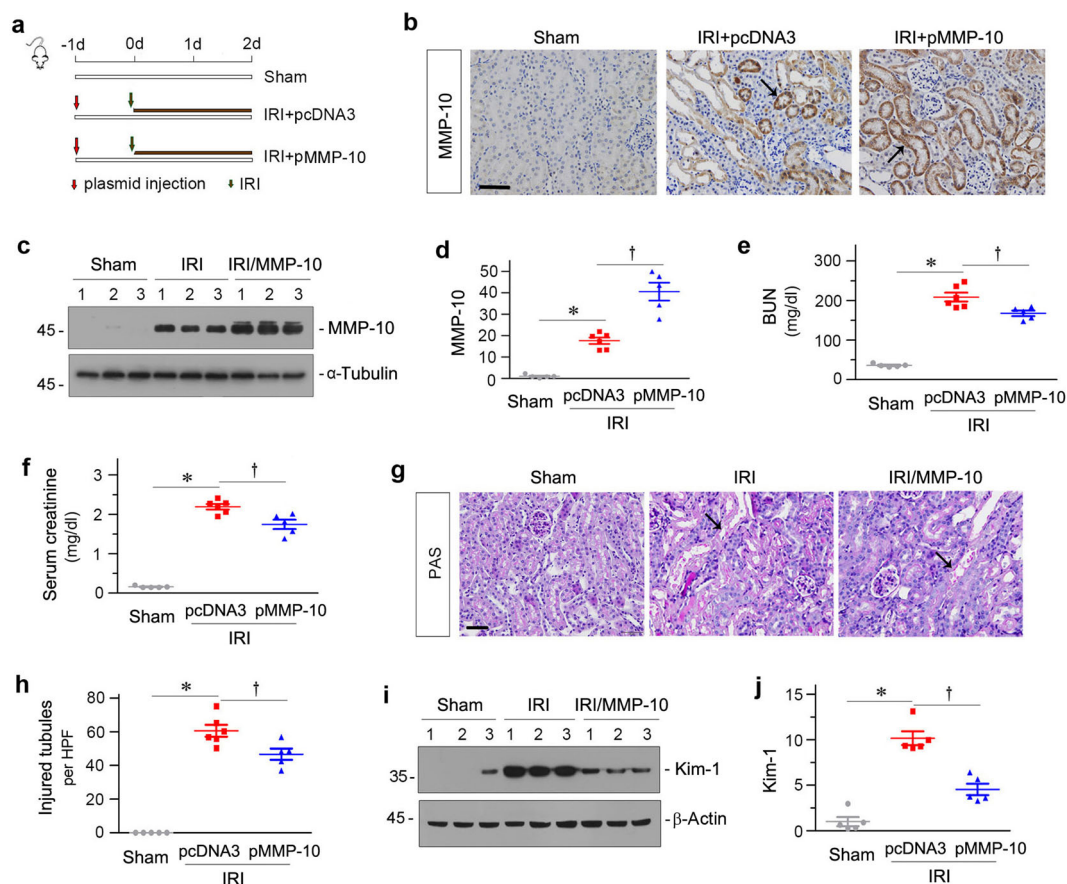 a
-1d 0d 1d 2d
Sham
IRI+pcDNA3
IRI+pMMP-10
plasmid injection IRI
b
Sham IRI+pcDNA3 IRI+pMMP-10
MMP-10
c
Sham IRI IRI/MMP-10
1 2 3 1 2 3 1 2 3
45 - - MMP-10
45 - - α-Tubulin
d
MMP-10
50
40
30
20
10
0
* †
Sham pcDNA3 pMMP-10
IRI
e
BUN
(mg/dl)
300
200
100
0
* †
Sham pcDNA3 pMMP-10
IRI
f
Serum creatinine
(mg/dl)
3
2
1
0
* †
Sham pcDNA3 pMMP-10
IRI
g
Sham IRI IRI/MMP-10
PAS
h
Injured tubules
per HPF
80
60
40
20
0
* †
Sham pcDNA3 pMMP-10
IRI
i
Sham IRI IRI/MMP-10
1 2 3 1 2 3 1 2 3
35 - - Kim-1
45 - - β-Actin
j
Kim-1
15
10
5
0
* †
Sham pcDNA3 pMMP-10
IRI